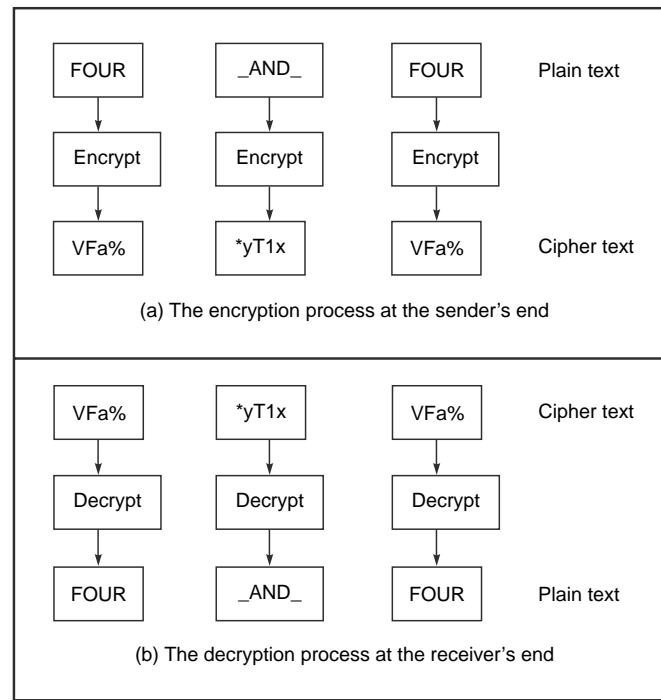 FOUR _AND_ FOUR Plain text
Encrypt Encrypt Encrypt
VFa% *yT1x VFa% Cipher text
(a) The encryption process at the sender’s end
VFa% *yT1x VFa% Cipher text
Decrypt Decrypt Decrypt
FOUR _AND_ FOUR Plain text
(b) The decryption process at the receiver’s end